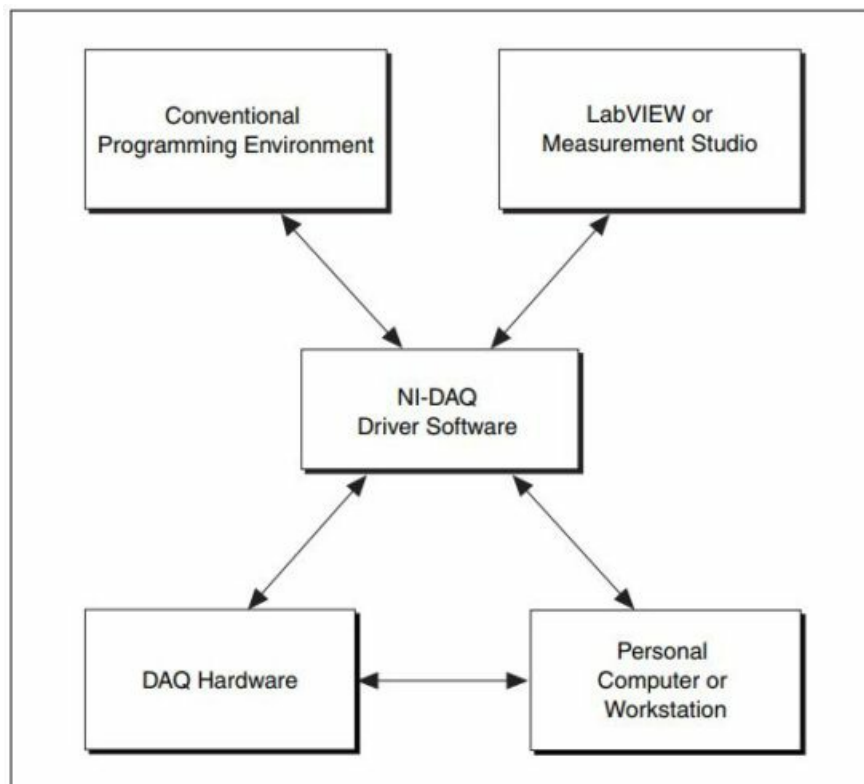 Conventional
Programming Environment
LabVIEW or
Measurement Studio
NI-DAQ
Driver Software
DAQ Hardware
Personal
Computer or
Workstation